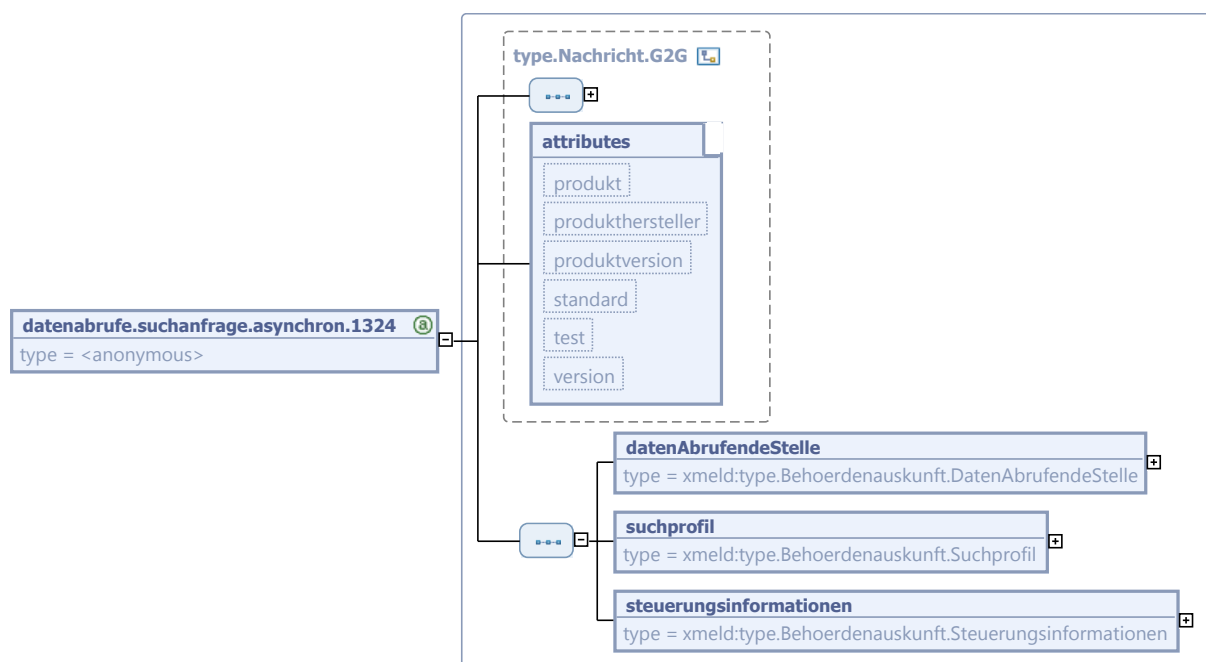 type.Nachricht.G2G
attributes
produkt
produkthersteller
produktversion
standard
test
version
datenabrufe.suchanfrage.asynchron.1324 a
type = <anonymous>
datenAbrufendeStelle
type = xmeld:type.Behoerdenauskunft.DatenAbrufendeStelle
suchprofil
type = xmeld:type.Behoerdenauskunft.Suchprofil
steuerungsinformationen
type = xmeld:type.Behoerdenauskunft.Steuerungsinformationen